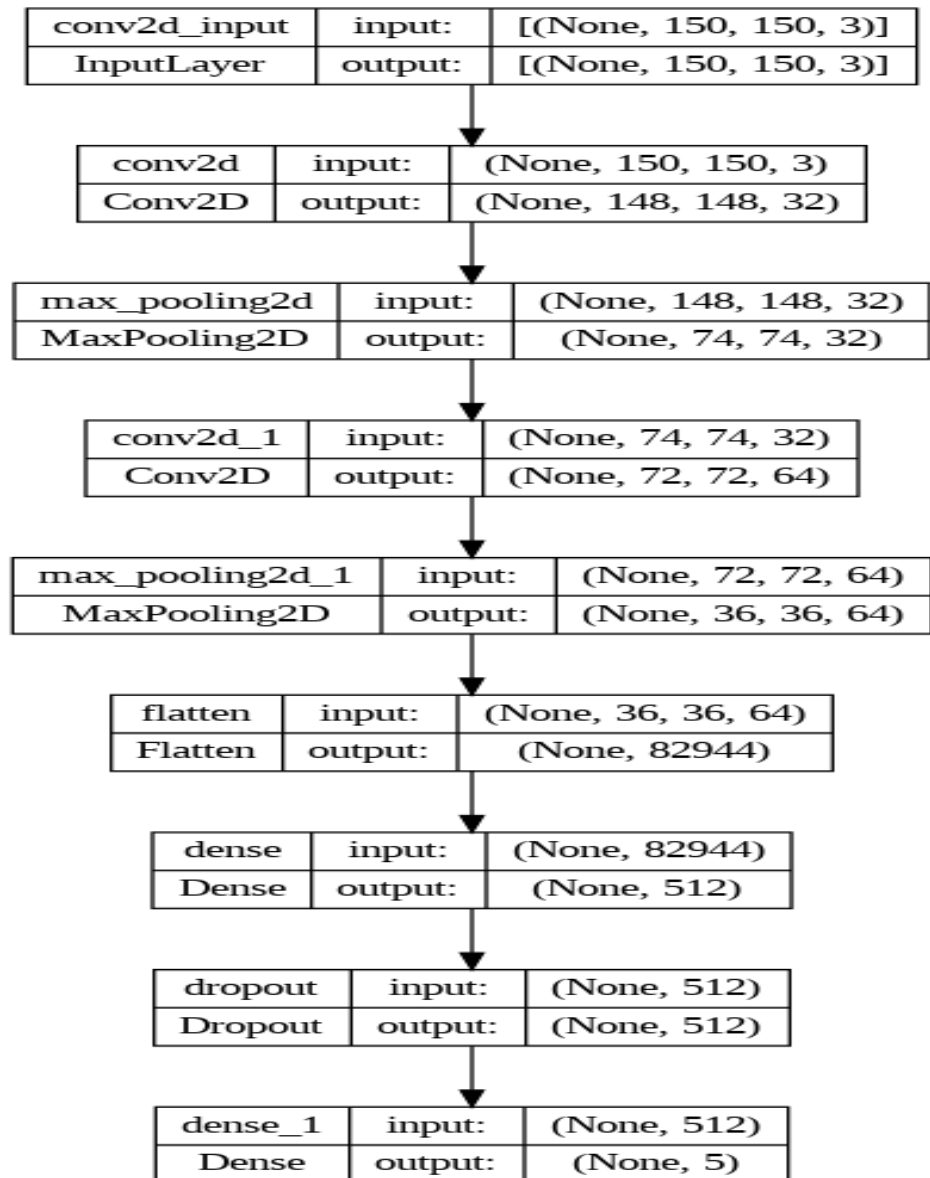 conv2d_input input: [(None, 150, 150, 3)]
InputLayer output: [(None, 150, 150, 3)]
conv2d input: (None, 150, 150, 3)
Conv2D output: (None, 148, 148, 32)
max_pooling2d input: (None, 148, 148, 32)
MaxPooling2D output: (None, 74, 74, 32)
conv2d_1 input: (None, 74, 74, 32)
Conv2D output: (None, 72, 72, 64)
max_pooling2d_1 input: (None, 72, 72, 64)
MaxPooling2D output: (None, 36, 36, 64)
flatten input: (None, 36, 36, 64)
Flatten output: (None, 82944)
dense input: (None, 82944)
Dense output: (None, 512)
dropout input: (None, 512)
Dropout output: (None, 512)
dense_1 input: (None, 512)
Dense output: (None, 5)